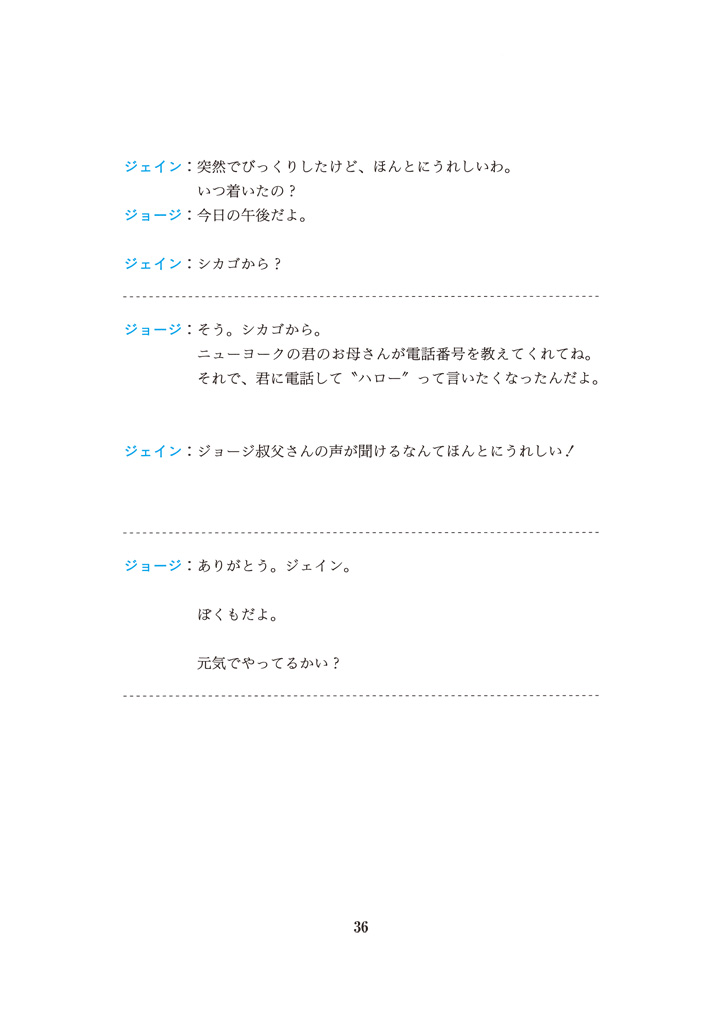 ジェイン：突然でびっくりしたけど、ほんとにうれしいわ。
いつ着いたの？
ジョージ：今日の午後だよ。
ジェイン：シカゴから？
ジョージ：そう。シカゴから。
ニューヨークの君のお母さんが電話番号を教えてくれてね。
それで、君に電話して〝ハロー〞って言いたくなったんだよ。
ジェイン：ジョージ叔父さんの声が聞けるなんてほんとにうれしい！
ジョージ：ありがとう。ジェイン。
ぼくもだよ。
元気でやってるかい？
36